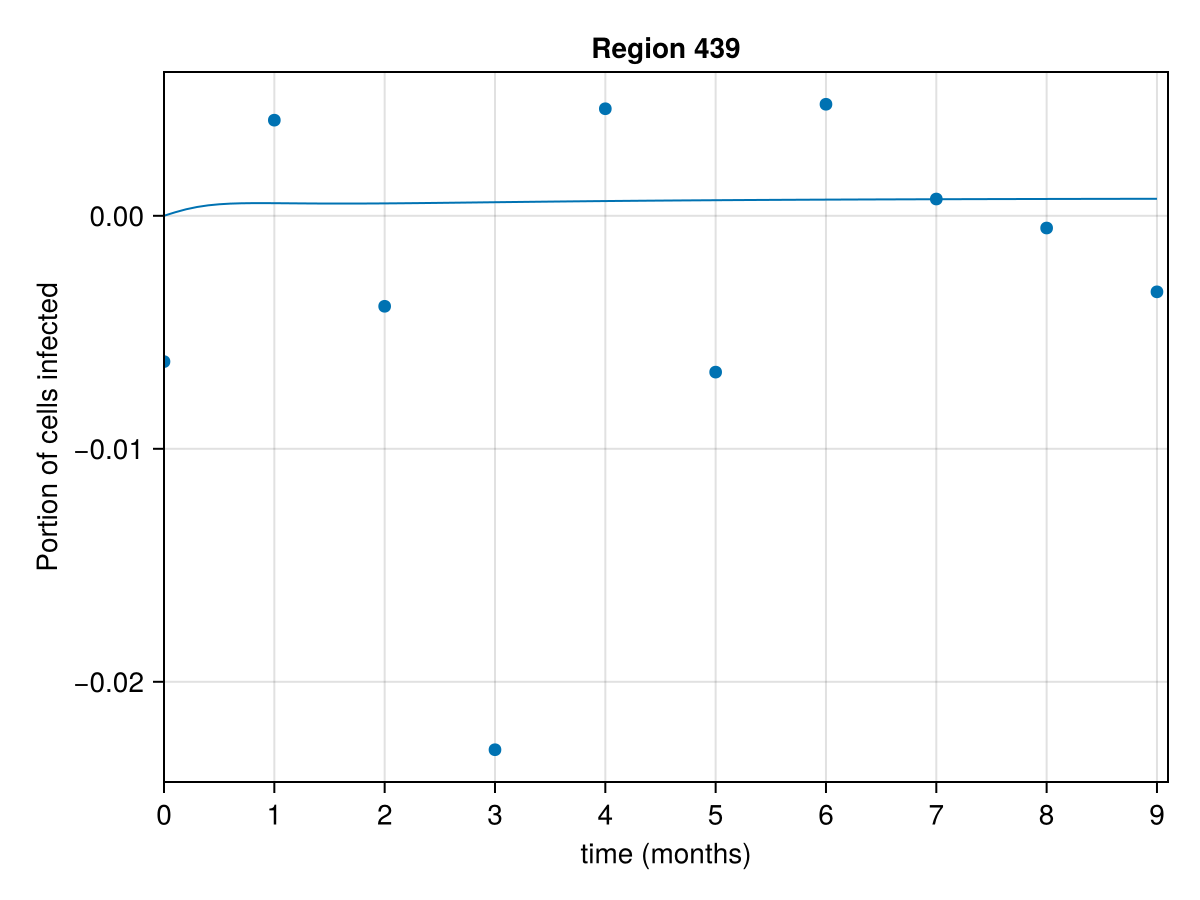 Region 439
Portion of cells infected
0.00
−0.01
−0.02
0 1 2 3 4 5 6 7 8 9
time (months)